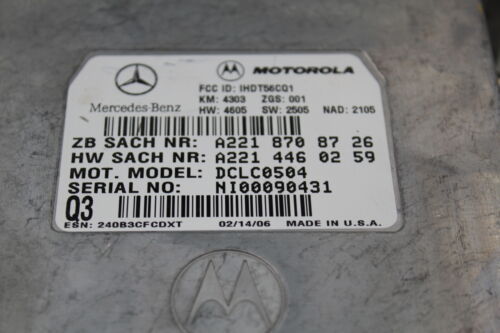 MOTOROLA
Mercedes-Benz
FCC ID: IHDT56CQ1
KM: 4303 ZGS: 001
HW: 4605 SW: 2505 NAD: 2105
ZB SACH NR: A221 870 87 26
HW SACH NR: A221 446 02 59
MOT. MODEL: DCLC0504
SERIAL NO: NI00090431
Q3
ESN: 240B3CFCDXT 02/14/06 MADE IN U.S.A.